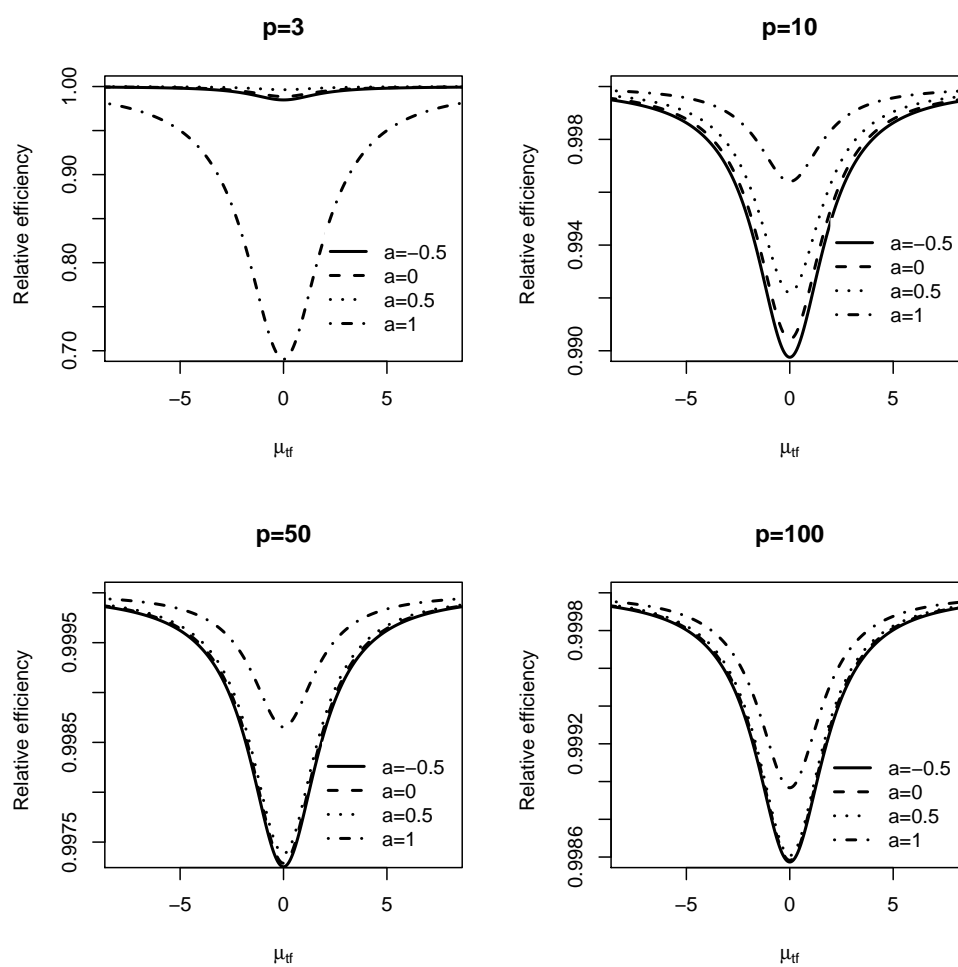 p=3
Relative efficiency
0.70 0.80 0.90 1.00
a=−0.5
a=0
a=0.5
a=1
−5 0 5
μtf
p=10
Relative efficiency
0.990 0.994 0.998
a=−0.5
a=0
a=0.5
a=1
−5 0 5
μtf
p=50
Relative efficiency
0.9975 0.9985 0.9995
a=−0.5
a=0
a=0.5
a=1
−5 0 5
μtf
p=100
Relative efficiency
0.9986 0.9992 0.9998
a=−0.5
a=0
a=0.5
a=1
−5 0 5
μtf